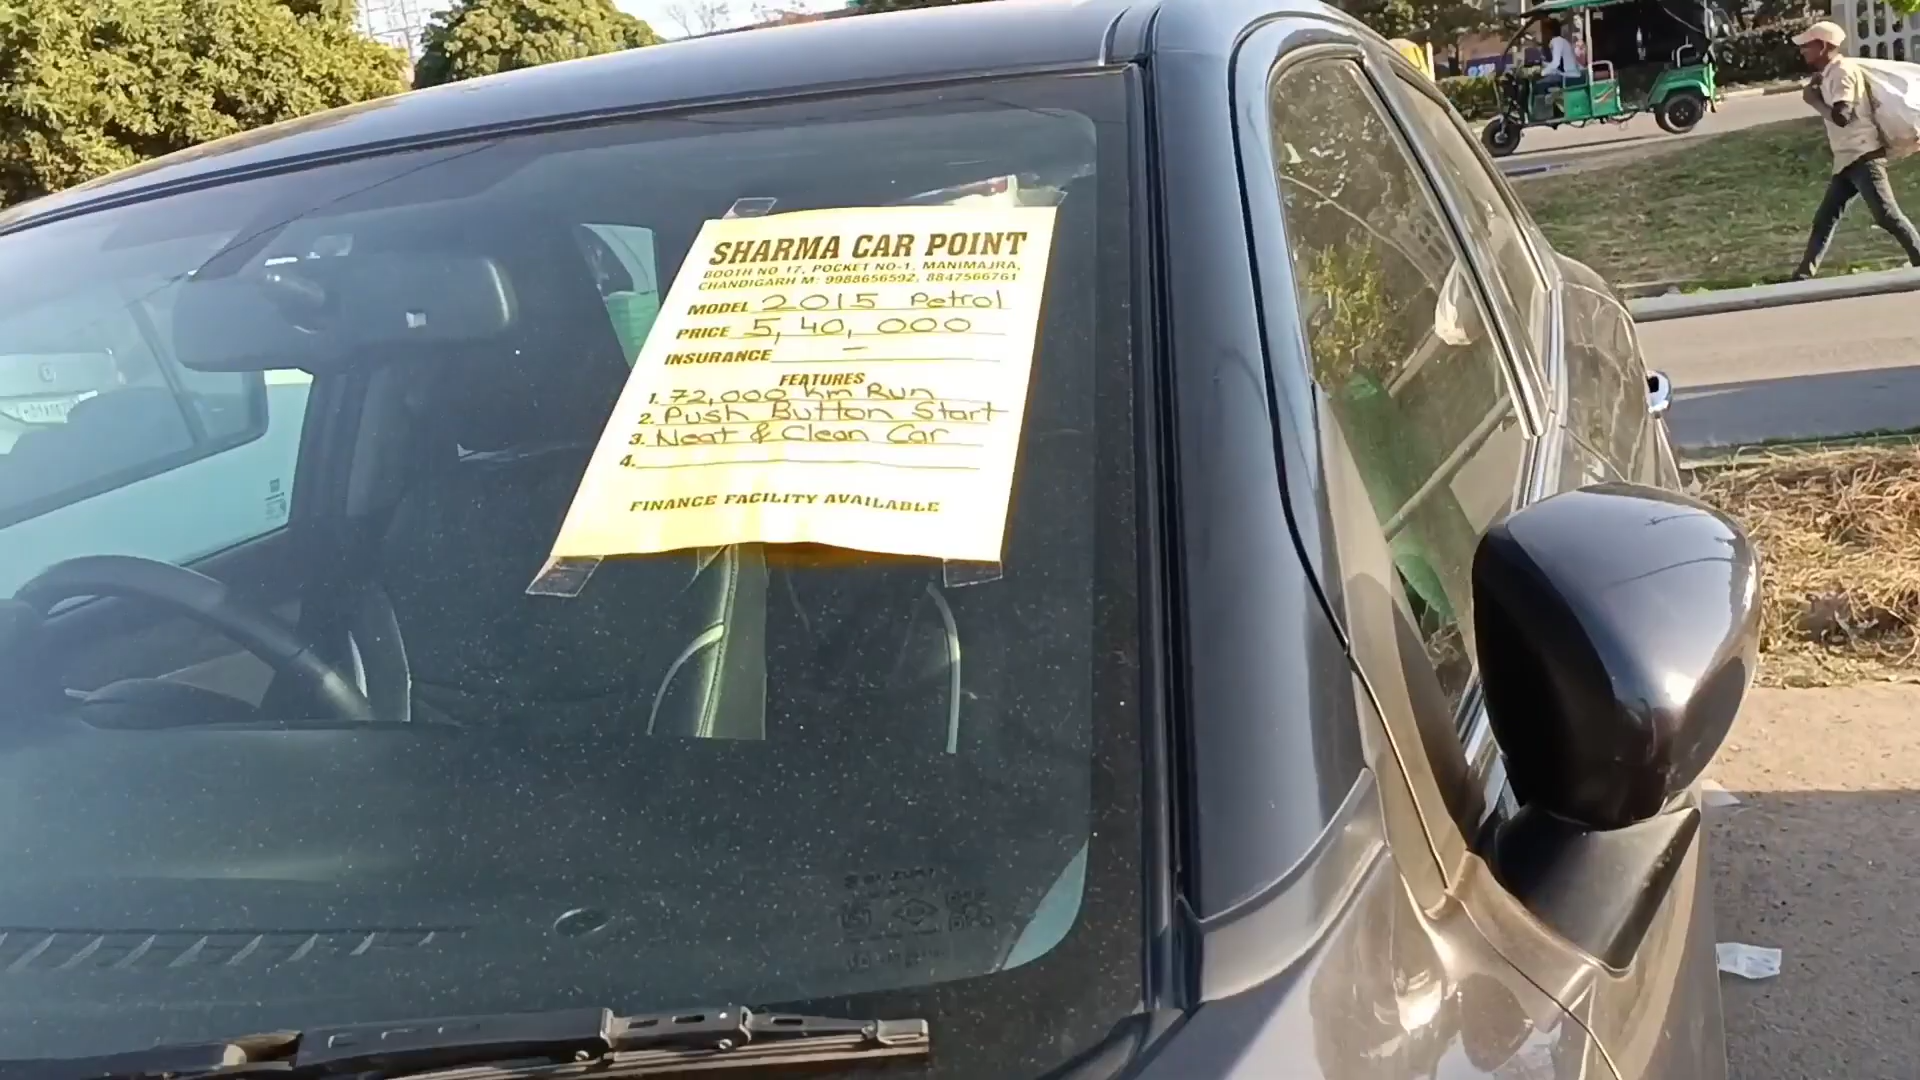 SHARMA CAR POINT
BOOTH NO 17, POCKET NO-1, MANIMAJRA,
CHANDIGARH M: 9988656592, 8847566761
MODEL 2015 Petrol
PRICE 5,40,000
INSURANCE -
FEATURES
1. 72,000 Km Run
2. Push Button Start
3. Neat & Clean Car
4.
FINANCE FACILITY AVAILABLE